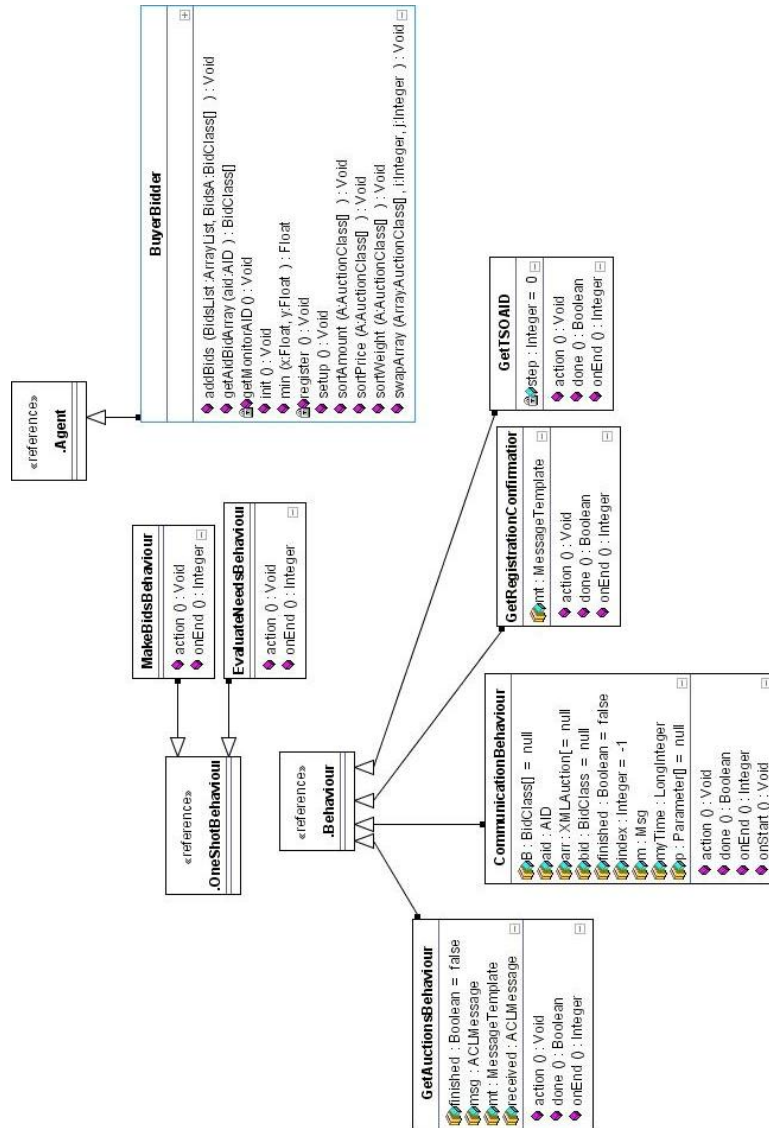 «reference»
.Agent
MakeBidsBehaviour
action () : Void
onEnd () : Integer
BuyerBidder
addBids (BidsList:ArrayList, BidsA:BidClass[] ) : Void
getAidBidArray (aid:AID ) : BidClass[]
getMonitorAID () : Void
init () : Void
min (x:Float, y:Float ) : Float
register () : Void
setup () : Void
sortAmount (A:AuctionClass[] ) : Void
sortPrice (A:AuctionClass[] ) : Void
sortWeight (A:AuctionClass[] ) : Void
swapArray (Array:AuctionClass[] , i:Integer, j:Integer ) : Void
«reference»
.OneShotBehaviour
EvaluateNeedsBehaviour
action () : Void
onEnd () : Integer
«reference»
.Behaviour
GetAuctionsBehaviour
finished : Boolean = false
msg : ACLMessage
mt : MessageTemplate
received : ACLMessage
action () : Void
done () : Boolean
onEnd () : Integer
CommunicationBehaviour
B : BidClass[] = null
aid : AID
arr : XMLAuction[ = null
bid : BidClass = null
finished : Boolean = false
index : Integer = -1
m : Msg
myTime : LongInteger
p : Parameter[] = null
action () : Void
done () : Boolean
onEnd () : Integer
onStart () : Void
GetRegistrationConfirmatior
mt : MessageTemplate
action () : Void
done () : Boolean
onEnd () : Integer
GetTSOAID
step : Integer = 0
action () : Void
done () : Boolean
onEnd () : Integer